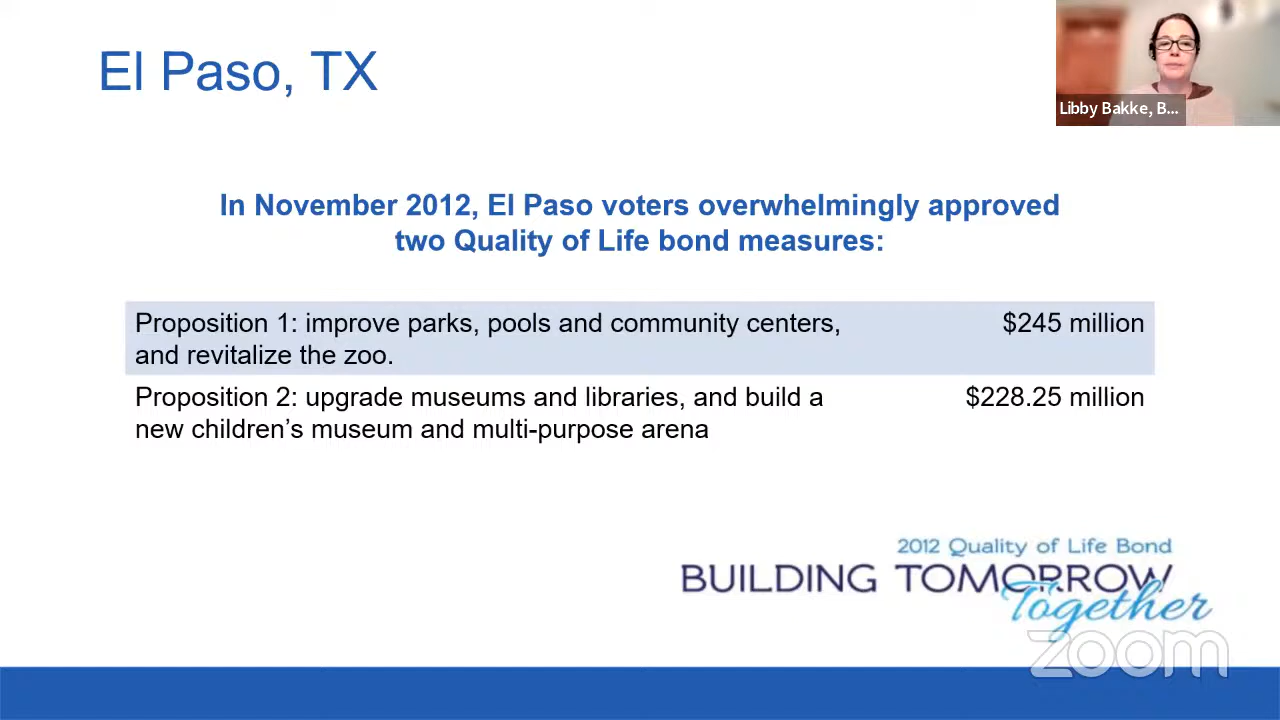 El Paso, TX
Libby Bakke, B...
In November 2012, El Paso voters overwhelmingly approved
two Quality of Life bond measures:
Proposition 1: improve parks, pools and community centers, $245 million
and revitalize the zoo.
Proposition 2: upgrade museums and libraries, and build a $228.25 million
new children’s museum and multi-purpose arena
2012 Quality of Life Bond
BUILDING TOMORROW
Together
zoom